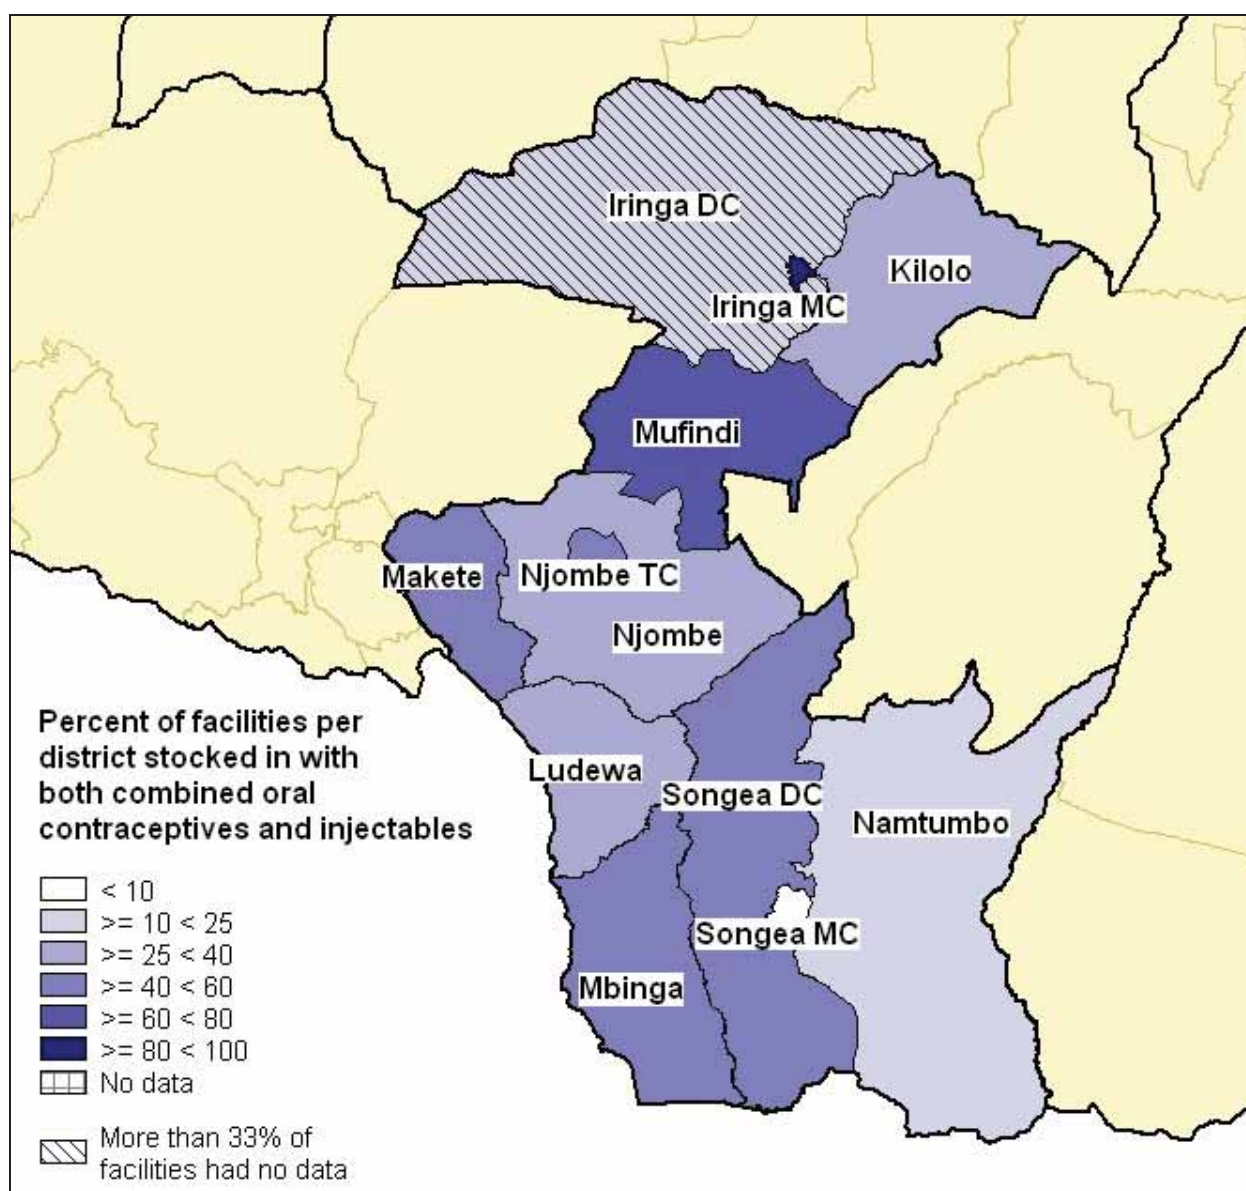 Iringa DC
Kilolo
Iringa MC
Mufindi
Makete
Njombe TC
Njombe
Ludewa
Songea DC
Namtumbo
Songea MC
Mbinga
Percent of facilities per
district stocked in with
both combined oral
contraceptives and injectables
< 10
>= 10 < 25
>= 25 < 40
>= 40 < 60
>= 60 < 80
>= 80 < 100
No data
More than 33% of
facilities had no data